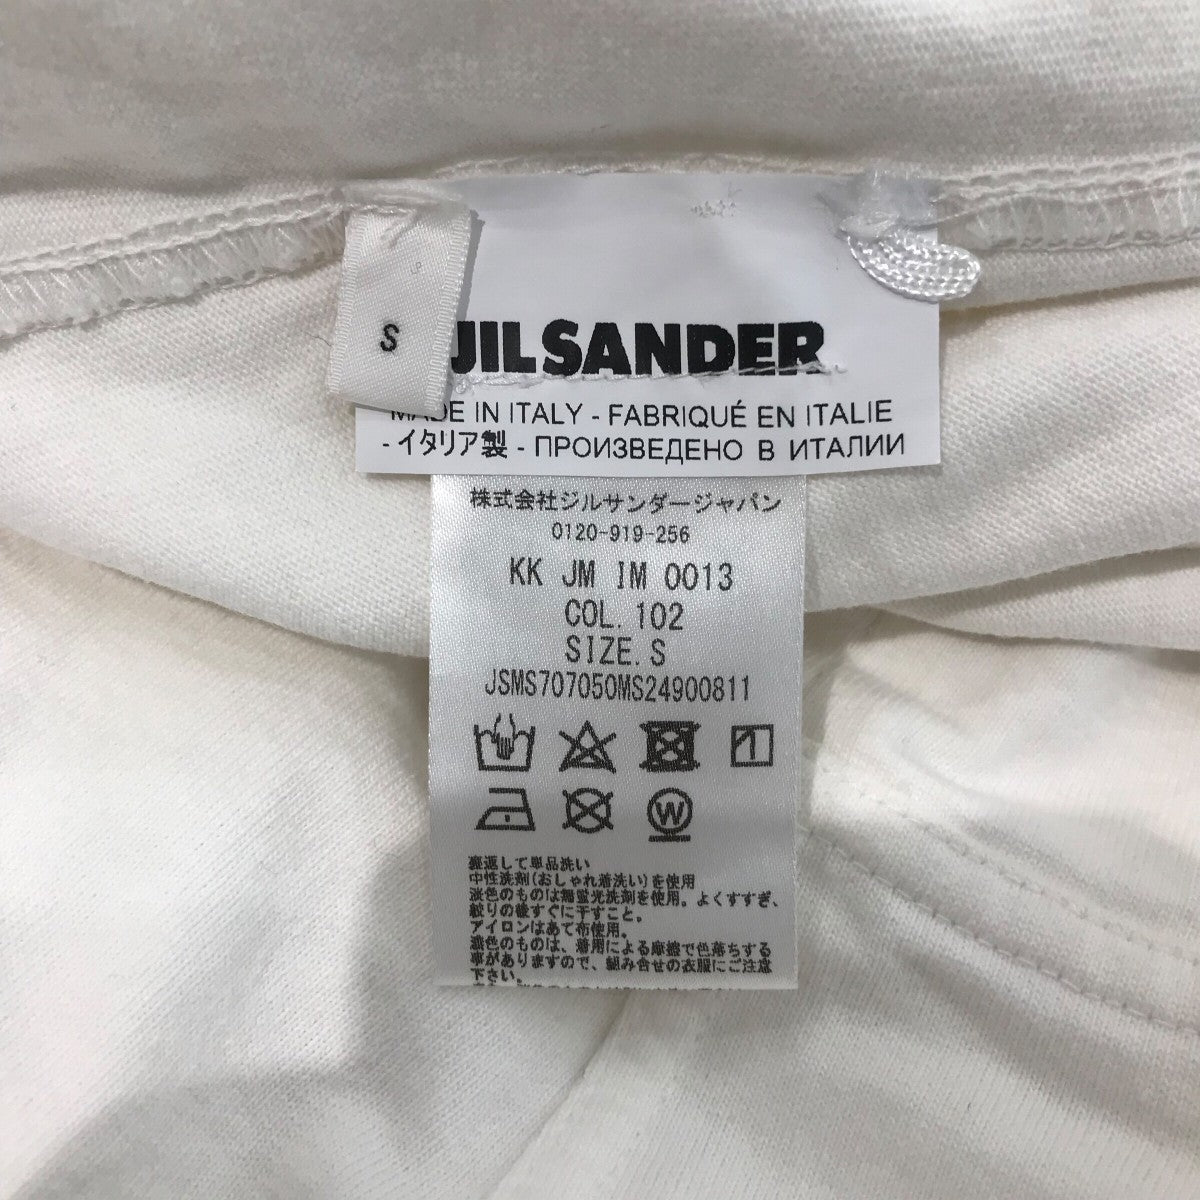 S
JIL SANDER
MADE IN ITALY - FABRIQUÉ EN ITALIE
- イタリア製 - ПРОИЗВЕДЕНО В ИТАЛИИ
株式会社ジルサンダージャパン
0120-919-256
KK JM IM 0013
COL. 102
SIZE. S
JSMS707050MS24900811
W
裏返して単品洗い
中性洗剤(おしゃれ着洗い)を使用
淡色のものは無蛍光洗剤を使用。よくすすぎ、
絞りの後すぐに干すこと。
アイロンはあて布使用。
濃色のものは、着用による摩擦で色落ちする
事がありますので、組み合せの衣服にご注意
下さい。